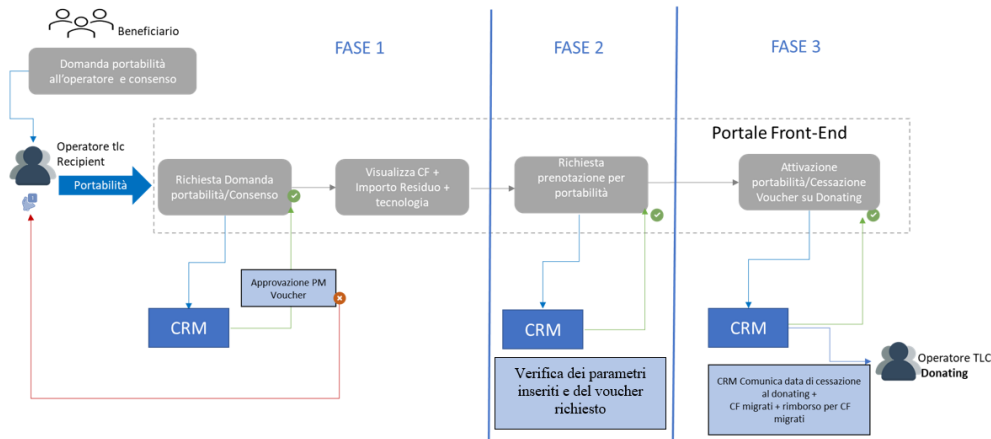 Beneficiario
Domanda portabilità
all'operatore e consenso
FASE 1
FASE 2
FASE 3
Operatore tlc
Recipient
Portabilità
Portale Front-End
Richiesta Domanda
portabilità/Consenso
Visualizza CF +
Importo Residuo +
tecnologia
Richiesta
prenotazione per
portabilità
Attivazione
portabilità/Cessazione
Voucher su Donating
Approvazione PM
Voucher
CRM
CRM
CRM
Verifica dei parametri
inseriti e del voucher
richiesto
CRM Comunica data di cessazione
al donating +
CF migrati + rimborso per CF
migrati
Operatore TLC
Donating